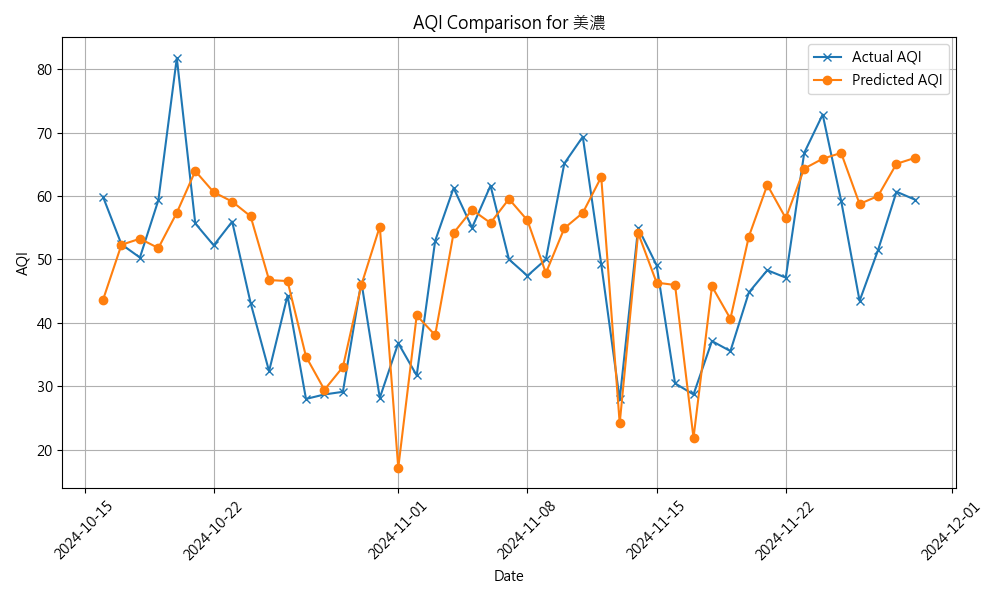 AQI Comparison for 美濃
Actual AQI
Predicted AQI
AQI
80
70
60
50
40
30
20
2024-10-15
2024-10-22
2024-11-01
2024-11-08
2024-11-15
2024-11-22
2024-12-01
Date